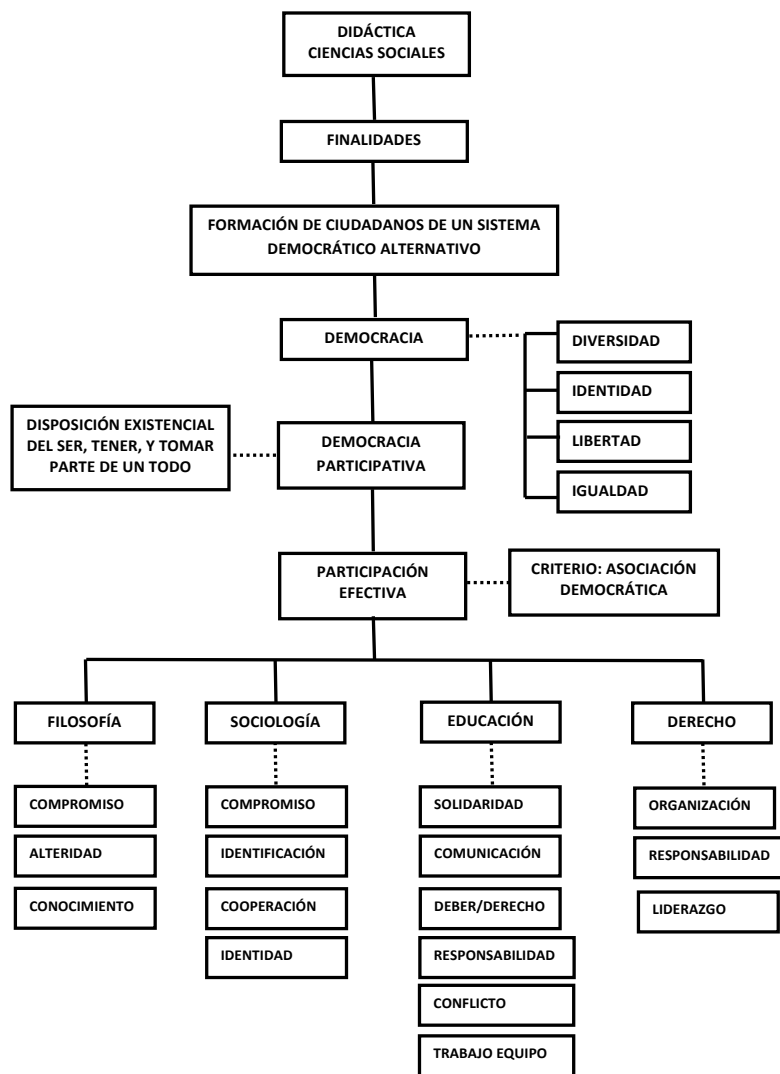 DIDÁCTICA
CIENCIAS SOCIALES
FINALIDADES
FORMACIÓN DE CIUDADANOS DE UN SISTEMA
DEMOCRÁTICO ALTERNATIVO
DEMOCRACIA
DIVERSIDAD
IDENTIDAD
LIBERTAD
IGUALDAD
DISPOSICIÓN EXISTENCIAL
DEL SER, TENER, Y TOMAR
PARTE DE UN TODO
DEMOCRACIA
PARTICIPATIVA
PARTICIPACIÓN
EFECTIVA
CRITERIO: ASOCIACIÓN
DEMOCRÁTICA
FILOSOFÍA
COMPROMISO
ALTERIDAD
CONOCIMIENTO
SOCIOLOGÍA
COMPROMISO
IDENTIFICACIÓN
COOPERACIÓN
IDENTIDAD
EDUCACIÓN
SOLIDARIDAD
COMUNICACIÓN
DEBER/DERECHO
RESPONSABILIDAD
CONFLICTO
TRABAJO EQUIPO
DERECHO
ORGANIZACIÓN
RESPONSABILIDAD
LIDERAZGO